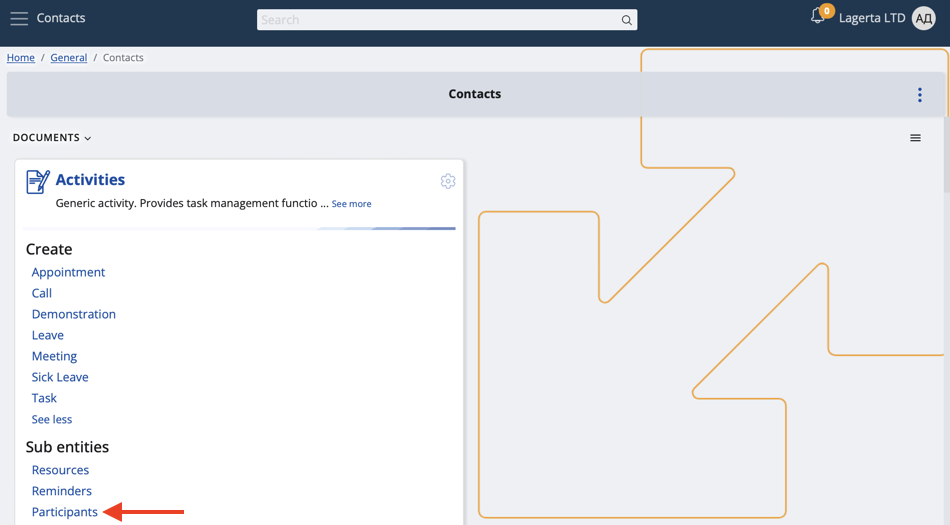 Contacts
Search
0
Lagerta LTD
АД
Home / General / Contacts
Contacts
DOCUMENTS
Activities
Generic activity. Provides task management functio ... See more
Create
Appointment
Call
Demonstration
Leave
Meeting
Sick Leave
Task
See less
Sub entities
Resources
Reminders
Participants